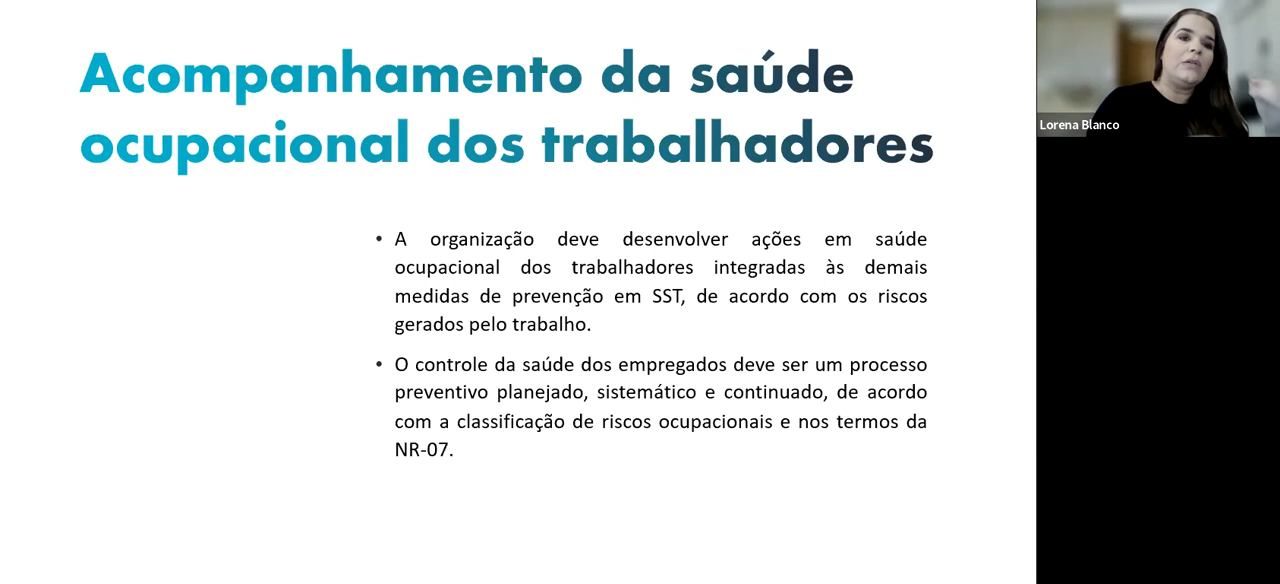 Acompanhamento da saúde
ocupacional dos trabalhadores
• A organização deve desenvolver ações em saúde
ocupacional dos trabalhadores integradas às demais
medidas de prevenção em SST, de acordo com os riscos
gerados pelo trabalho.
• O controle da saúde dos empregados deve ser um processo
preventivo planejado, sistemático e continuado, de acordo
com a classificação de riscos ocupacionais e nos termos da
NR-07.
Lorena Blanco